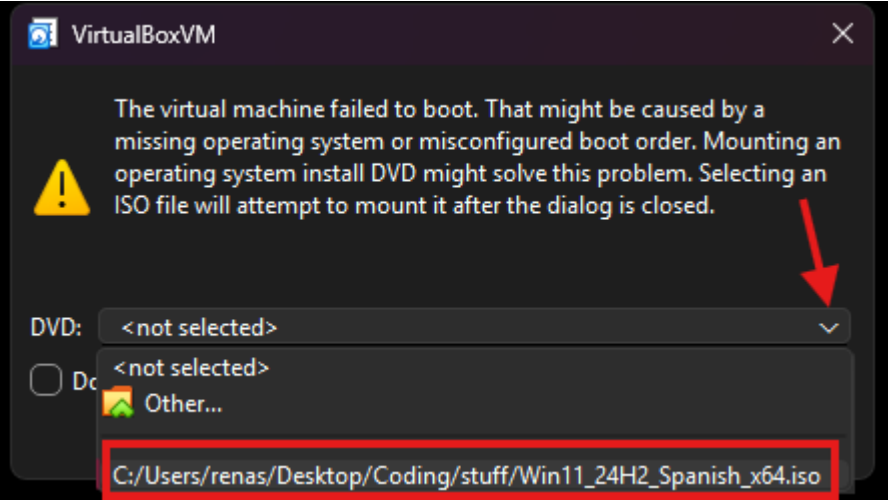 VirtualBoxVM
The virtual machine failed to boot. That might be caused by a
missing operating system or misconfigured boot order. Mounting an
operating system install DVD might solve this problem. Selecting an
ISO file will attempt to mount it after the dialog is closed.
DVD: <not selected>
<not selected>
Other...
C:/Users/renas/Desktop/Coding/stuff/Win11_24H2_Spanish_x64.iso